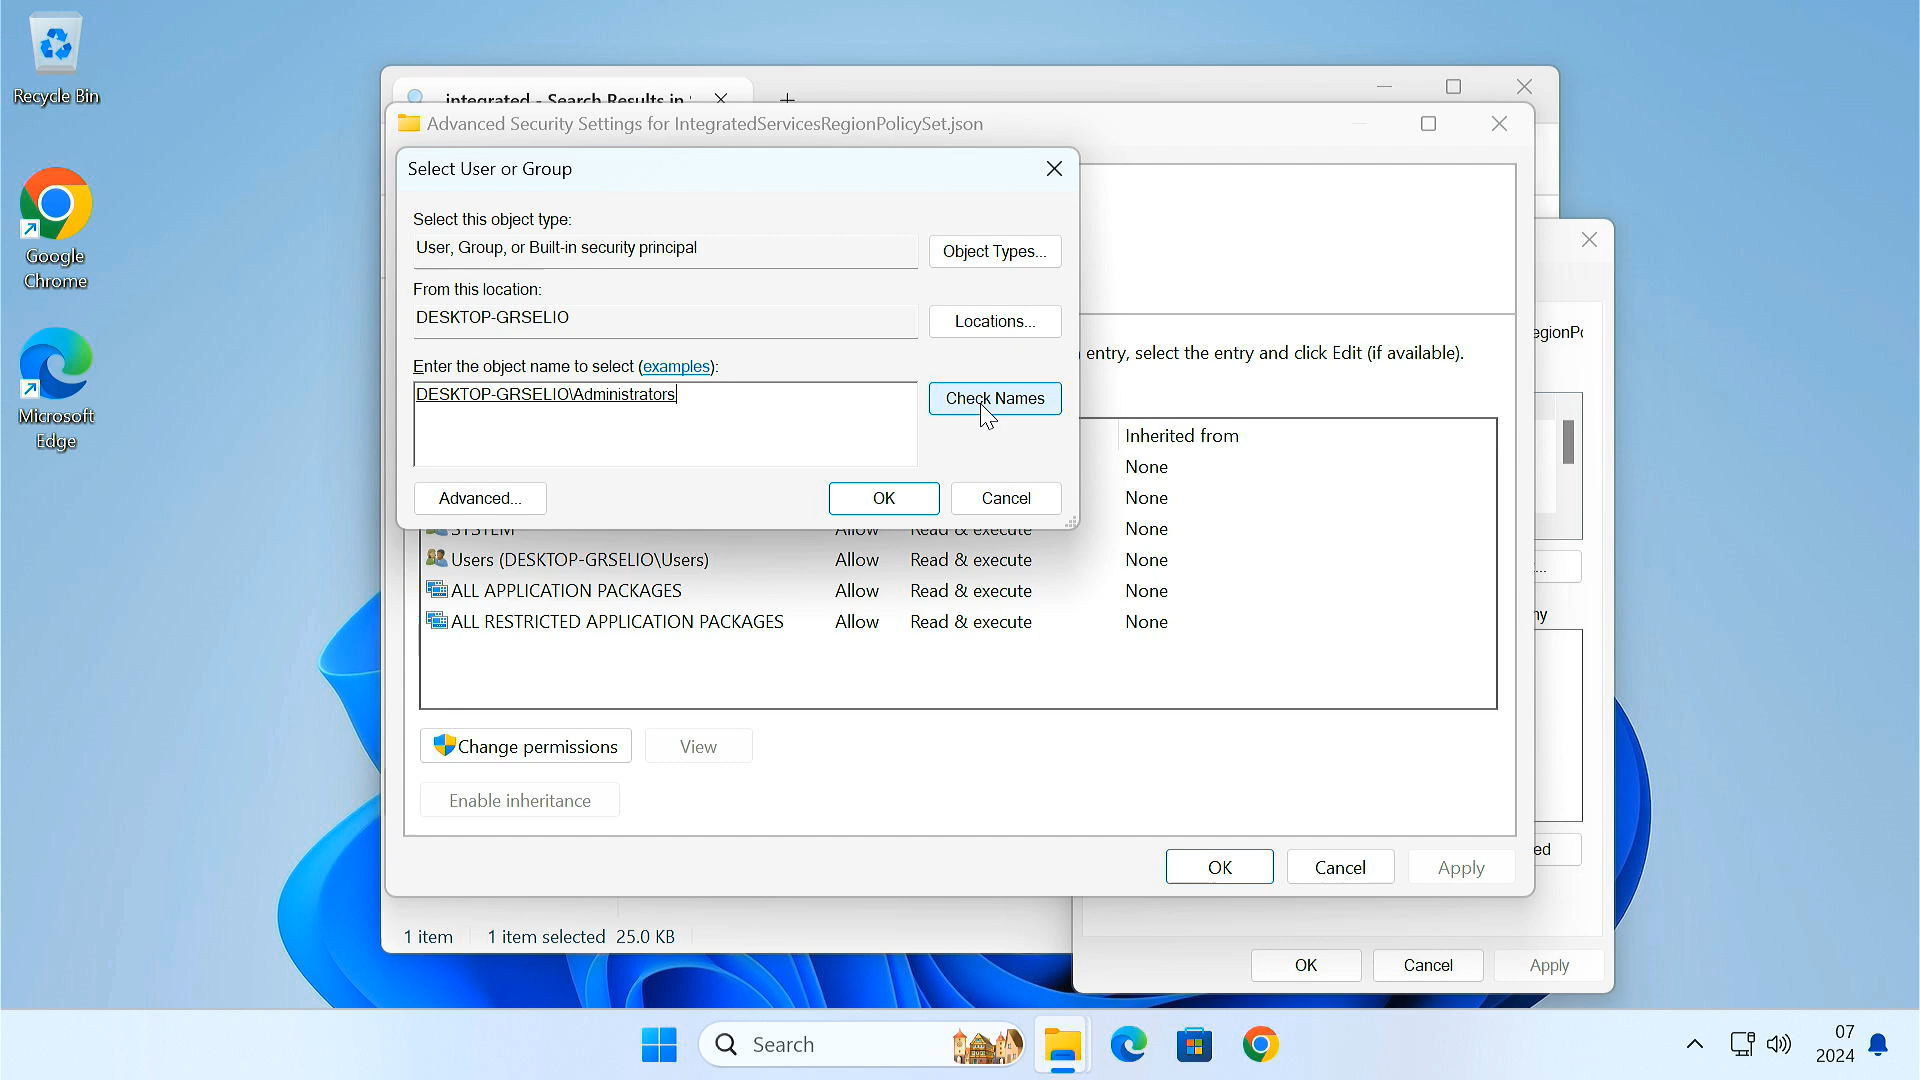 Recycle Bin
Google
Chrome
Microsoft
Edge
integrated - Search Results in
Advanced Security Settings for IntegratedServicesRegionPolicySet.json
Select User or Group
Select this object type:
User, Group, or Built-in security principal
Object Types...
From this location:
DESKTOP-GRSELIO
Locations...
Enter the object name to select (examples):
DESKTOP-GRSELIO\Administrators
Check Names
Advanced...
OK
Cancel
entry, select the entry and click Edit (if available).
Inherited from
None
None
SYSTEM Allow Read & execute None
Users (DESKTOP-GRSELIO\Users) Allow Read & execute None
ALL APPLICATION PACKAGES Allow Read & execute None
ALL RESTRICTED APPLICATION PACKAGES Allow Read & execute None
Change permissions
View
Enable inheritance
OK
Cancel
Apply
1 item
1 item selected 25.0 KB
OK
Cancel
Apply
Search
07
2024